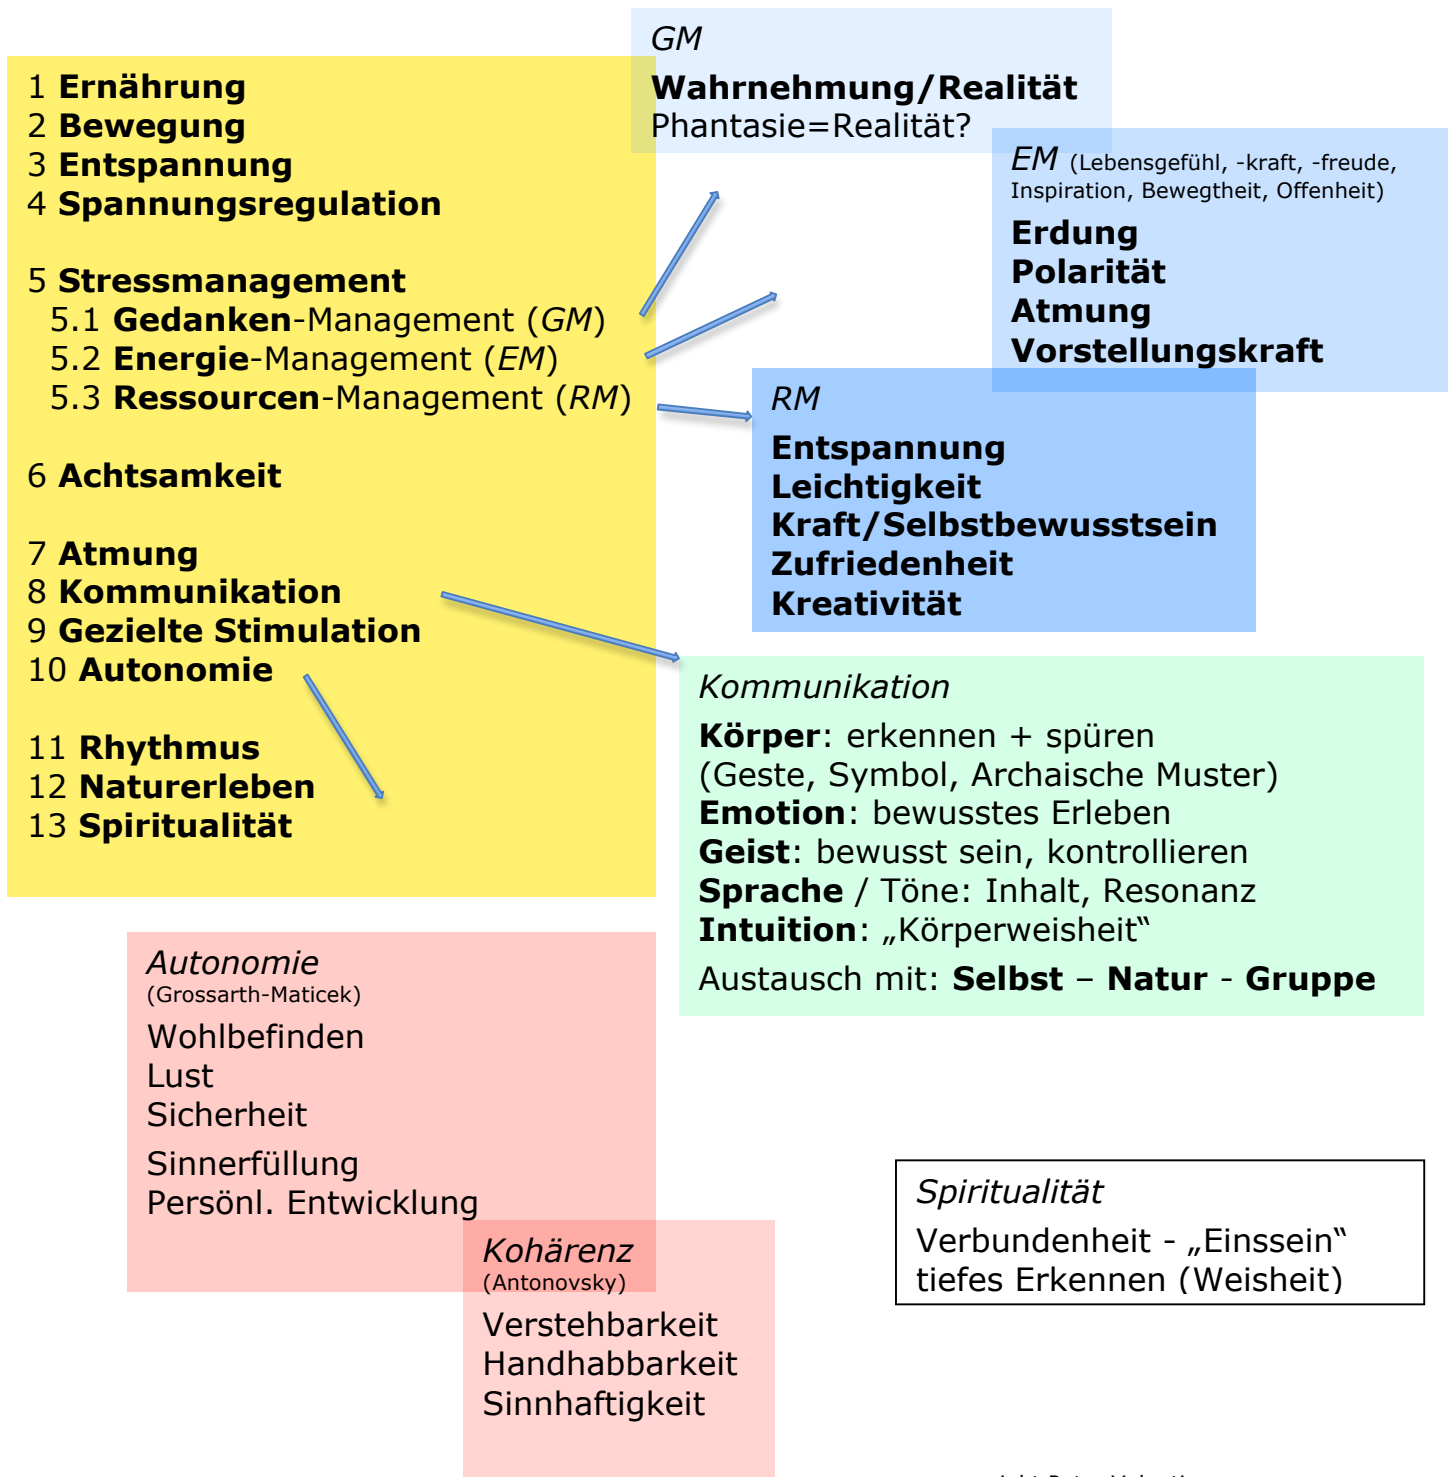 1 Ernährung
2 Bewegung
3 Entspannung
4 Spannungsregulation
5 Stressmanagement
5.1 Gedanken-Management (GM)
5.2 Energie-Management (EM)
5.3 Ressourcen-Management (RM)
6 Achtsamkeit
7 Atmung
8 Kommunikation
9 Gezielte Stimulation
10 Autonomie
11 Rhythmus
12 Naturerleben
13 Spiritualität
GM
Wahrnehmung/Realität
Phantasie=Realität?
EM (Lebensgefühl, -kraft, -freude,
Inspiration, Bewegtheit, Offenheit)
Erdung
Polarität
Atmung
Vorstellungskraft
RM
Entspannung
Leichtigkeit
Kraft/Selbstbewusstsein
Zufriedenheit
Kreativität
Kommunikation
Körper: erkennen + spüren
(Geste, Symbol, Archaische Muster)
Emotion: bewusstes Erleben
Geist: bewusst sein, kontrollieren
Sprache / Töne: Inhalt, Resonanz
Intuition: „Körperweisheit“
Austausch mit: Selbst – Natur - Gruppe
Autonomie
(Grossarth-Maticek)
Wohlbefinden
Lust
Sicherheit
Sinnerfüllung
Persönl. Entwicklung
Kohärenz
(Antonovsky)
Verstehbarkeit
Handhabbarkeit
Sinnhaftigkeit
Spiritualität
Verbundenheit - „Einssein“
tiefes Erkennen (Weisheit)